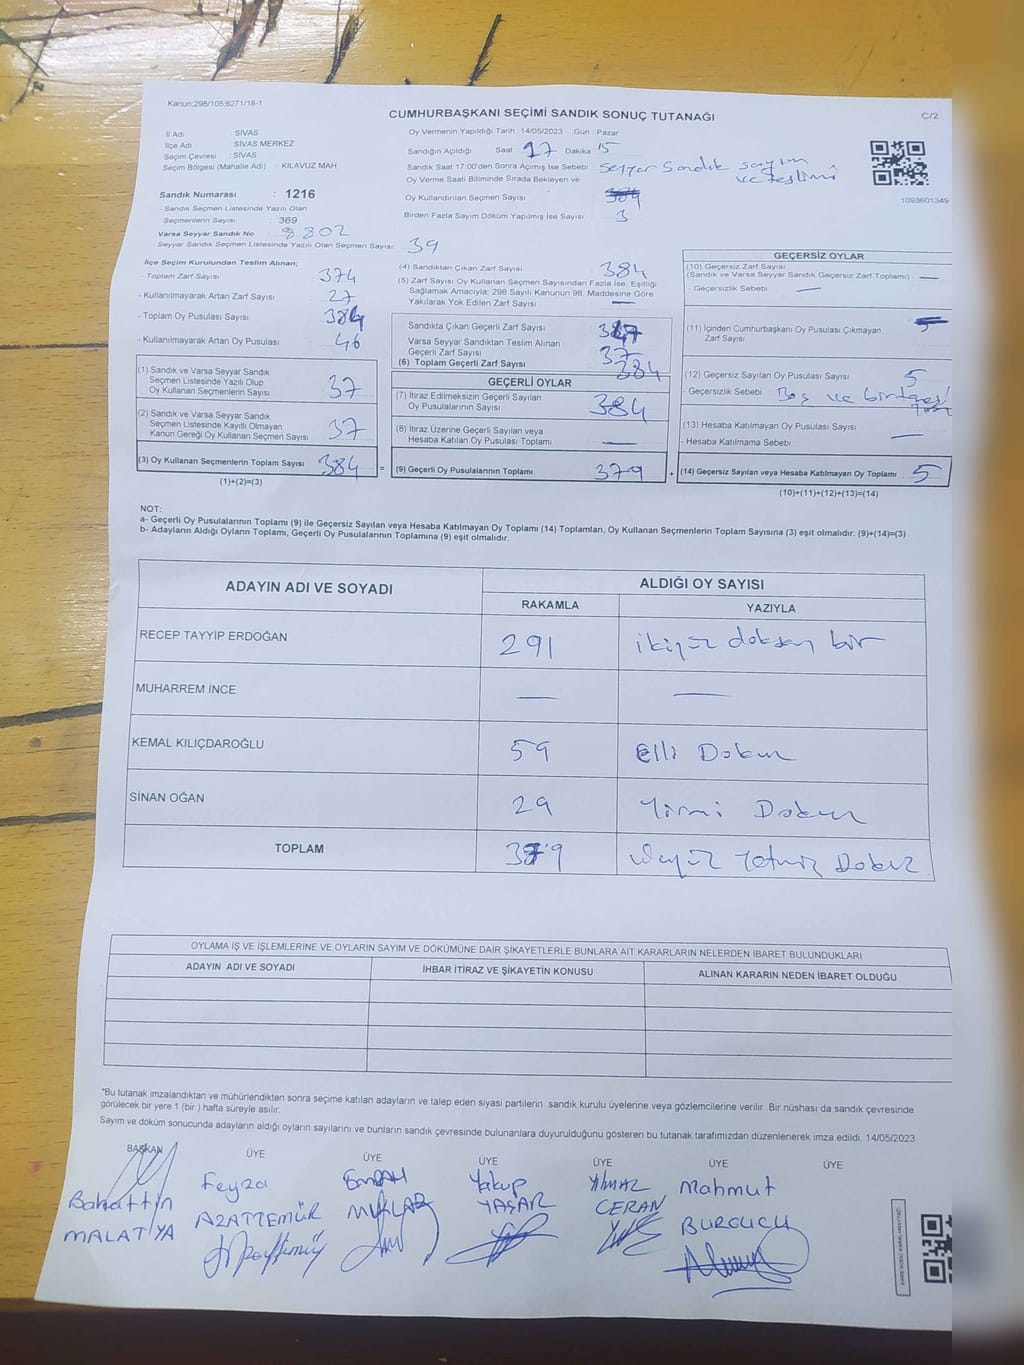 Kanun;298/105;6271/18-1
CUMHURBAŞKANI SEÇİMİ SANDIK SONUÇ TUTANAĞI
C/2
İl Adı : SİVAS
İlçe Adı : SİVAS MERKEZ
Seçim Çevresi : SİVAS
Seçim Bölgesi (Mahalle Adı) : KILAVUZ MAH
Sandık Numarası : 1216
- Sandık Seçmen Listesinde Yazılı Olan
Seçmenlerin Sayısı : 369
Varsa Seyyar Sandık No 8802
- Seyyar Sandık Seçmen Listesinde Yazılı Olan Seçmen Sayısı: 39
Oy Vermenin Yapıldığı Tarih : 14/05/2023 Gün : Pazar
Sandığın Açıldığı Saat 17 Dakika 15
Sandık Saat 17:00'den Sonra Açımış İse Sebebi Seyyar Sandık sayım
ve teslimi
Oy Verme Saati Bitiminde Sırada Bekleyen ve
Oy Kullandırılan Seçmen Sayısı 384
Birden Fazla Sayım Döküm Yapılmış İse Sayısı 3
1093601349
İlçe Seçim Kurulundan Teslim Alınan;
- Toplam Zarf Sayısı 374
- Kullanılmayarak Artan Zarf Sayısı 27
- Toplam Oy Pusulası Sayısı 384
- Kullanılmayarak Artan Oy Pusulası 46
(1) Sandık ve Varsa Seyyar Sandık
Seçmen Listesinde Yazılı Olup
Oy Kullanan Seçmenlerin Sayısı 37
(2) Sandık ve Varsa Seyyar Sandık
Seçmen Listesinde Kayıtlı Olmayan
Kanun Gereği Oy Kullanan Seçmen Sayısı 37
(3) Oy Kullanan Seçmenlerin Toplam Sayısı 384
(1)+(2)=(3)
(4) Sandıktan Çıkan Zarf Sayısı 384
(5) Zarf Sayısı Oy Kullanan Seçmen Sayısından Fazla İse, Eşitliği
Sağlamak Amacıyla; 298 Sayılı Kanunun 98. Maddesine Göre
Yakılarak Yok Edilen Zarf Sayısı —
Sandıkta Çıkan Geçerli Zarf Sayısı 347
Varsa Seyyar Sandıktan Teslim Alınan
Geçerli Zarf Sayısı 37
(6) Toplam Geçerli Zarf Sayısı 384
GEÇERLİ OYLAR
(7) İtiraz Edilmeksizin Geçerli Sayılan
Oy Pusulalarının Sayısı 384
(8) İtiraz Üzerine Geçerli Sayılan veya
Hesaba Katılan Oy Pusulası Toplamı —
= (9) Geçerli Oy Pusulalarının Toplamı 379
GEÇERSİZ OYLAR
(10) Geçersiz Zarf Sayısı
(Sandık ve Varsa Seyyar Sandık Geçersiz Zarf Toplamı) —
- Geçersizlik Sebebi : —
(11) İçinden Cumhurbaşkanı Oy Pusulası Çıkmayan
Zarf Sayısı
(12) Geçersiz Sayılan Oy Pusulası Sayısı 5
- Geçersizlik Sebebi : Boş ve birden
(13) Hesaba Katılmayan Oy Pusulası Sayısı —
- Hesaba Katılmama Sebebi :
+ (14) Geçersiz Sayılan veya Hesaba Katılmayan Oy Toplamı 5
(10)+(11)+(12)+(13)=(14)
NOT:
a- Geçerli Oy Pusulalarının Toplamı (9) ile Geçersiz Sayılan veya Hesaba Katılmayan Oy Toplamı (14) Toplamları, Oy Kullanan Seçmenlerin Toplam Sayısına (3) eşit olmalıdır. (9)+(14)=(3)
b- Adayların Aldığı Oyların Toplamı, Geçerli Oy Pusulalarının Toplamına (9) eşit olmalıdır.
ADAYIN ADI VE SOYADI
ALDIĞI OY SAYISI
RAKAMLA YAZIYLA
RECEP TAYYİP ERDOĞAN 291 ikiyüz doksan bir
MUHARREM İNCE — —
KEMAL KILIÇDAROĞLU 59 Elli Dokuz
SİNAN OĞAN 29 Yirmi Dokuz
TOPLAM 379 üçyüz Yetmiş Dokuz
OYLAMA İŞ VE İŞLEMLERİNE VE OYLARIN SAYIM VE DÖKÜMÜNE DAİR ŞİKAYETLERLE BUNLARA AİT KARARLARIN NELERDEN İBARET BULUNDUKLARI
ADAYIN ADI VE SOYADI İHBAR İTİRAZ VE ŞİKAYETİN KONUSU ALINAN KARARIN NEDEN İBARET OLDUĞU
"Bu tutanak imzalandıktan ve mühürlendikten sonra seçime katılan adayların ve talep eden siyasi partilerin sandık kurulu üyelerine veya gözlemcilerine verilir. Bir nüshası da sandık çevresinde
görülecek bir yere 1 (bir ) hafta süreyle asılır.
Sayım ve döküm sonucunda adayların aldığı oyların sayılarını ve bunların sandık çevresinde bulunanlara duyurulduğunu gösteren bu tutanak tarafımızdan düzenlenerek imza edildi. 14/05/2023
BAŞKAN ÜYE ÜYE ÜYE ÜYE ÜYE ÜYE
Bahattin Feyza Yakup YILMAZ Mahmut
MALATYA AZATTEMÜR YAŞAR CERAN BURCUCU